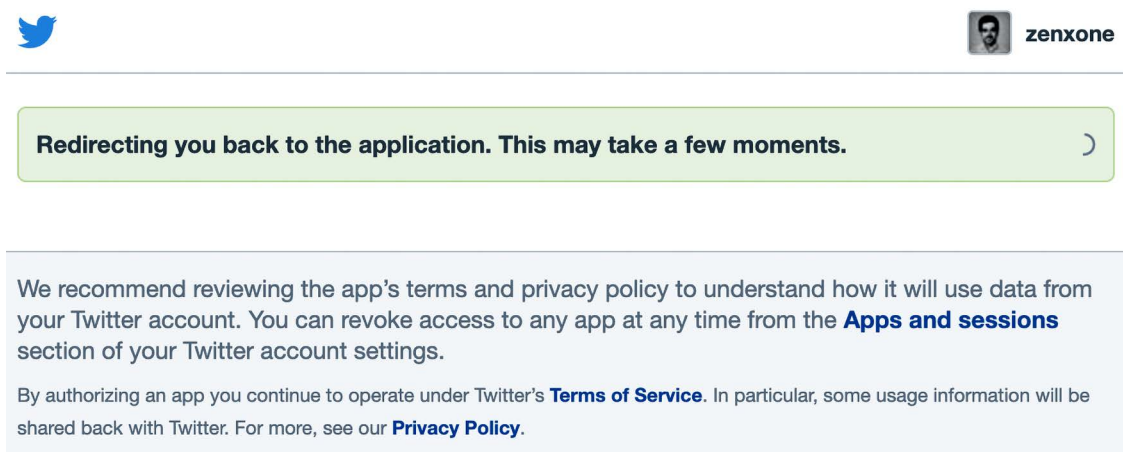 zenxone
Redirecting you back to the application. This may take a few moments.
We recommend reviewing the app’s terms and privacy policy to understand how it will use data from
your Twitter account. You can revoke access to any app at any time from the Apps and sessions
section of your Twitter account settings.
By authorizing an app you continue to operate under Twitter’s Terms of Service. In particular, some usage information will be
shared back with Twitter. For more, see our Privacy Policy.